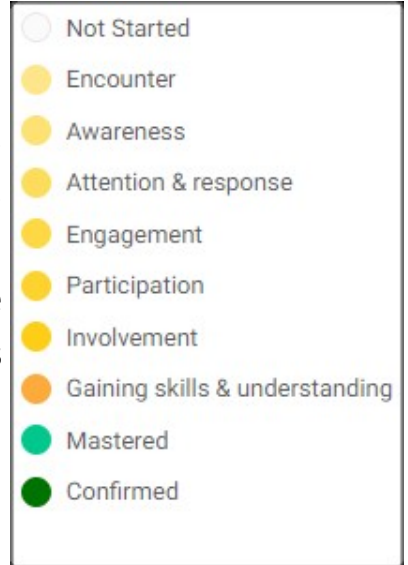 Not Started
Encounter
Awareness
Attention & response
Engagement
Participation
Involvement
Gaining skills & understanding
Mastered
Confirmed